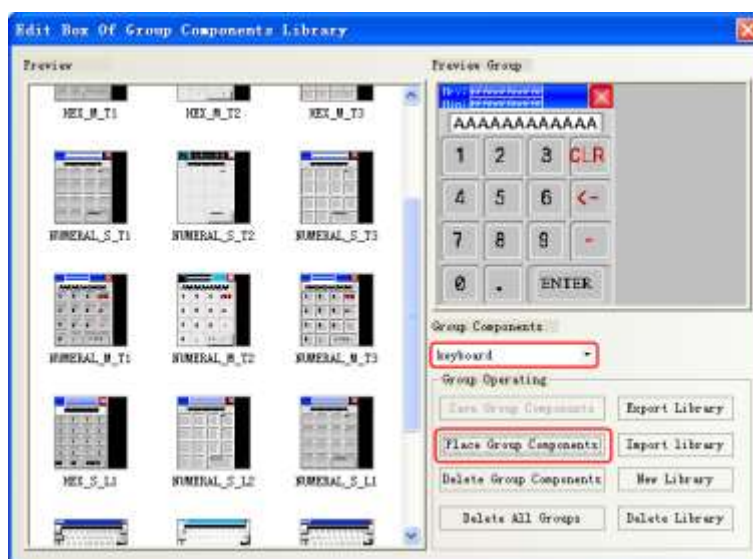 Edit Box Of Group Components Library
Preview
Preview Group
HEX_M_T1 HEX_M_T2 HEX_M_T3
NUMERAL_S_T1 NUMERAL_S_T2 NUMERAL_S_T3
NUMERAL_M_T1 NUMERAL_M_T2 NUMERAL_M_T3
HEX_S_L1 NUMERAL_S_L2 NUMERAL_S_L1
AAAAAAAAAAAA
1 2 3 CLR
4 5 6 <-
7 8 9 -
0 . ENTER
Group Components
keyboard
Group Operating
Save Group Components Export Library
Place Group Components Import library
Delete Group Components New Library
Delete All Groups Delete Library